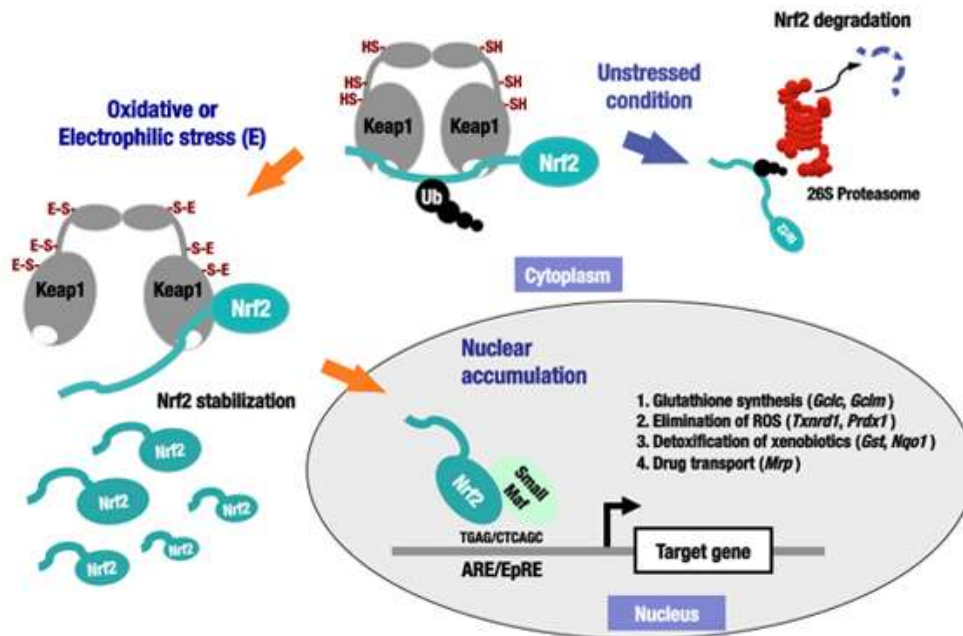 Nrf2 degradation
HS-
-SH
HS-
-SH
HS-
-SH
Keap1
Keap1
Nrf2
Ub
Unstressed
condition
26S Proteasome
Nrf2
Oxidative or
Electrophilic stress (E)
E-S-
-S-E
E-S-
-S-E
E-S-
-S-E
Keap1
Keap1
Nrf2
Nrf2 stabilization
Nrf2
Nrf2
Nrf2
Nrf2
Nrf2
Cytoplasm
Nuclear
accumulation
1. Glutathione synthesis (Gclc, Gclm)
2. Elimination of ROS (Txnrd1, Prdx1)
3. Detoxification of xenobiotics (Gst, Nqo1)
4. Drug transport (Mrp)
Nrf2
Small
Maf
TGAG/CTCAGC
ARE/EpRE
Target gene
Nucleus